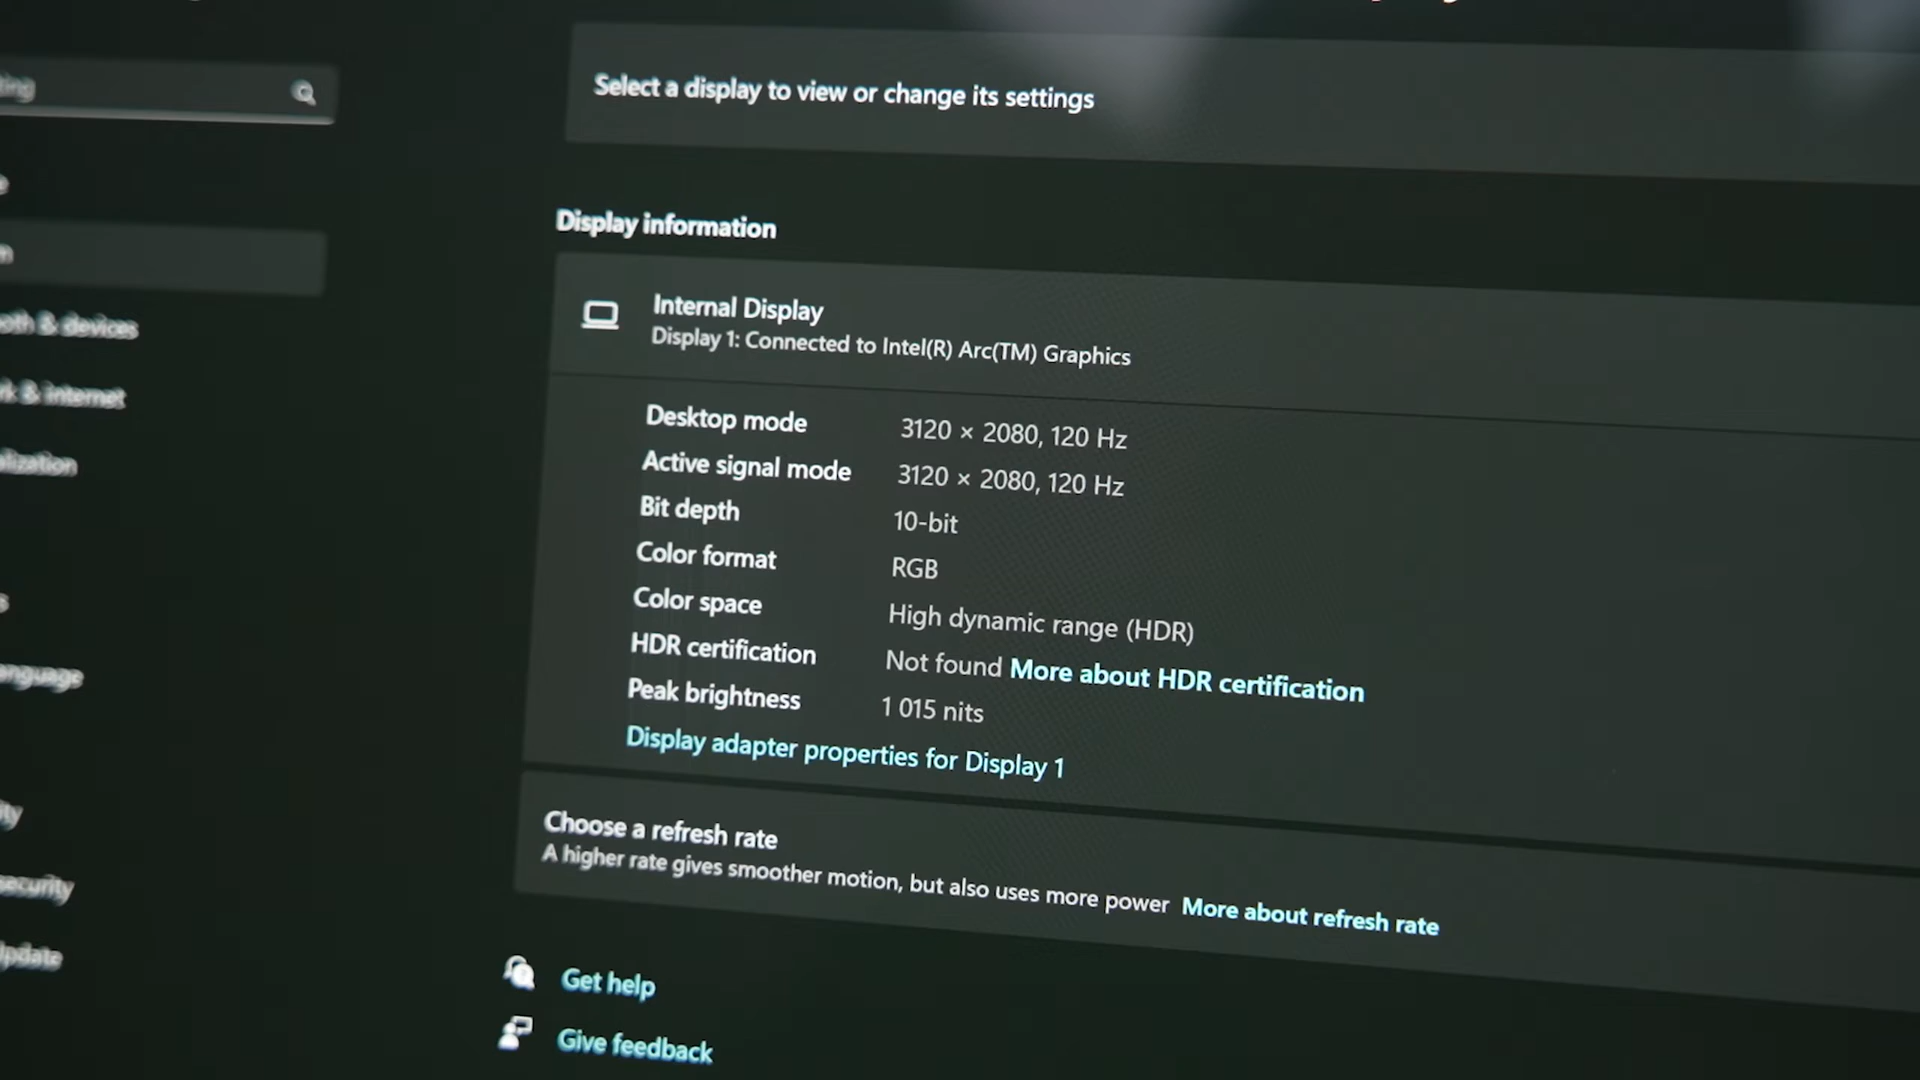 Select a display to view or change its settings
Display information
Internal Display
Display 1: Connected to Intel(R) Arc(TM) Graphics
Desktop mode 3120 × 2080, 120 Hz
Active signal mode 3120 × 2080, 120 Hz
Bit depth 10-bit
Color format RGB
Color space High dynamic range (HDR)
HDR certification Not found More about HDR certification
Peak brightness 1 015 nits
Display adapter properties for Display 1
Choose a refresh rate
A higher rate gives smoother motion, but also uses more power More about refresh rate
Get help
Give feedback
& devices
& internet
security